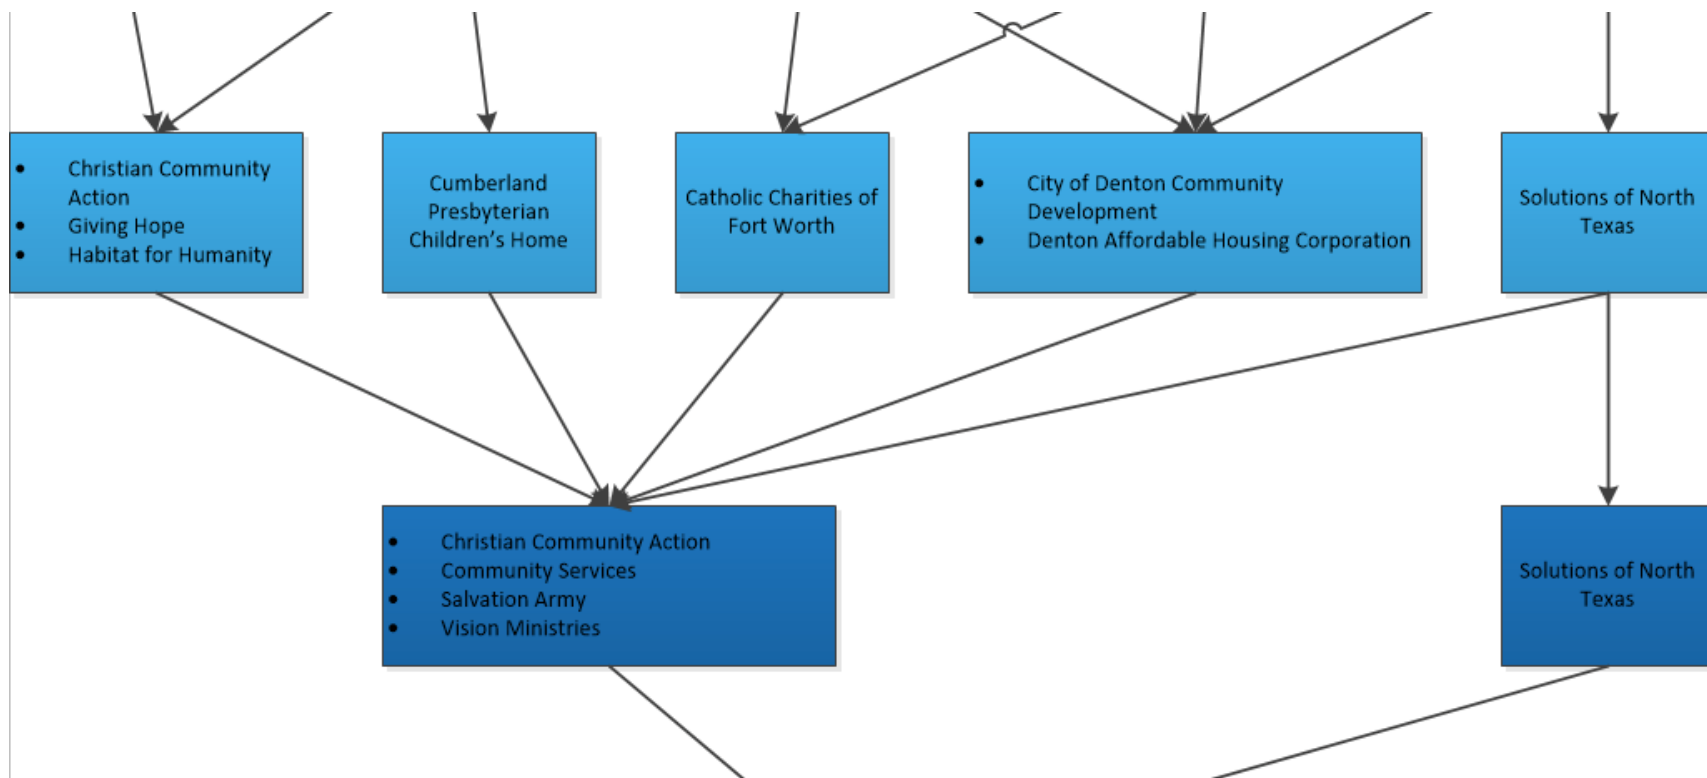 • Christian Community
Action
• Giving Hope
• Habitat for Humanity
Cumberland
Presbyterian
Children's Home
Catholic Charities of
Fort Worth
• City of Denton Community
Development
• Denton Affordable Housing Corporation
Solutions of North
Texas
• Christian Community Action
• Community Services
• Salvation Army
• Vision Ministries
Solutions of North
Texas